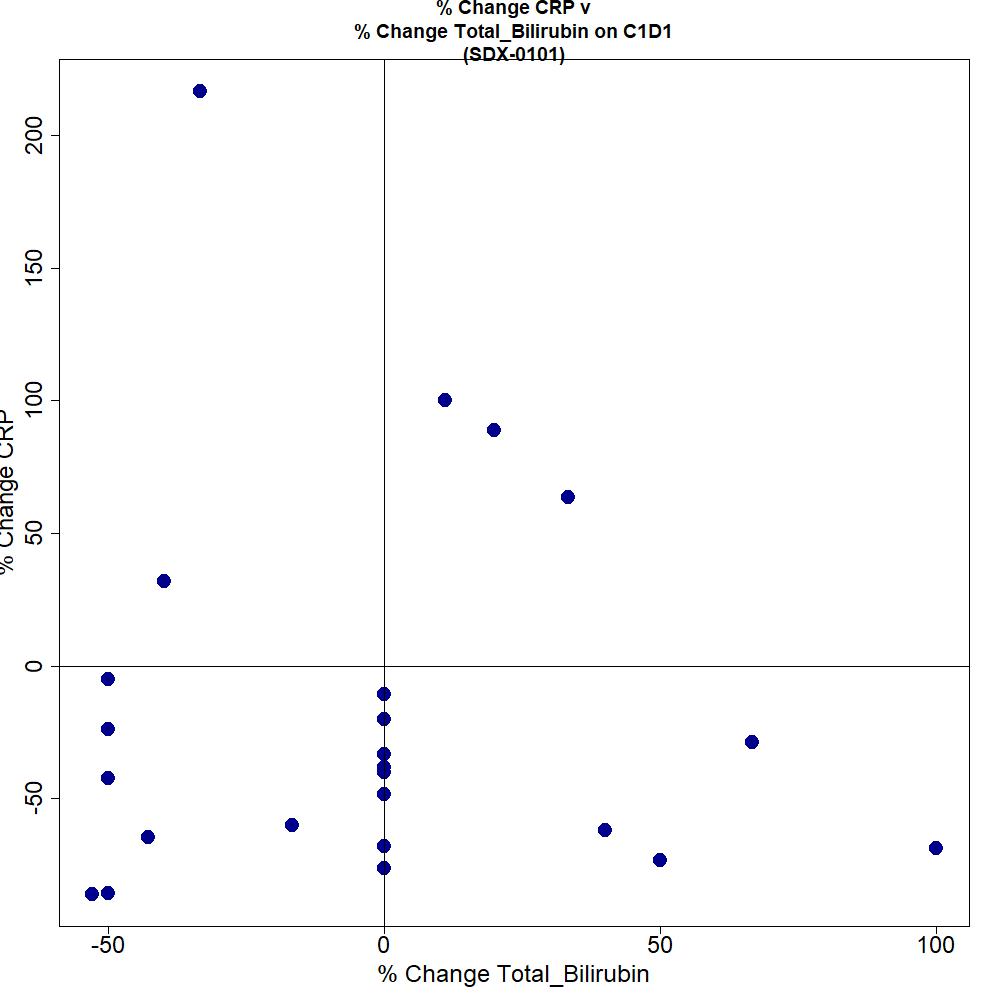 % Change CRP v
% Change Total_Bilirubin on C1D1
(SDX-0101)
% Change CRP
200
150
100
50
0
-50
-50
0
50
100
% Change Total_Bilirubin